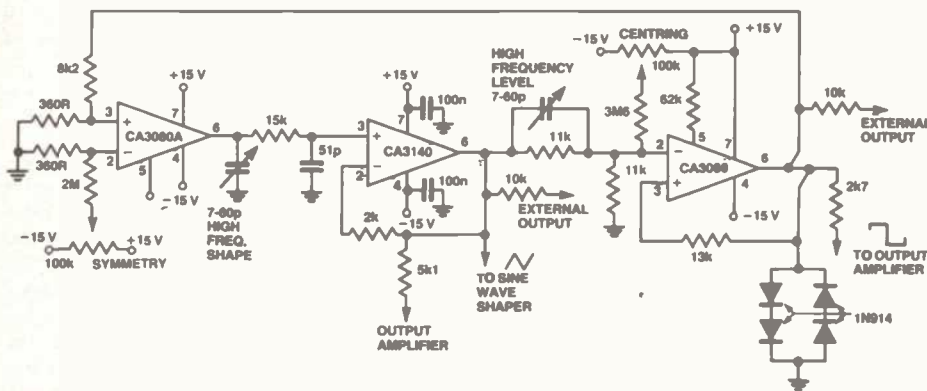 8k2
360R
360R
2M
3
2
+
−
+15 V
7
6
CA3080A
5
4
−15 V
−15 V
+15 V
100k
SYMMETRY
15k
7-60p
HIGH
FREQ.
SHAPE
51p
+15 V
100n
7
3
+
CA3140
−
2
6
4
100n
−15 V
2k
5k1
OUTPUT
AMPLIFIER
10k
EXTERNAL
OUTPUT
TO SINE
WAVE
SHAPER
HIGH
FREQUENCY
LEVEL
7-60p
11k
11k
−15 V
CENTRING
100k
3M6
62k
+15 V
5
7
2
−
CA3080
+
3
6
4
−15 V
13k
10k
EXTERNAL
OUTPUT
2k7
TO OUTPUT
AMPLIFIER
1N914